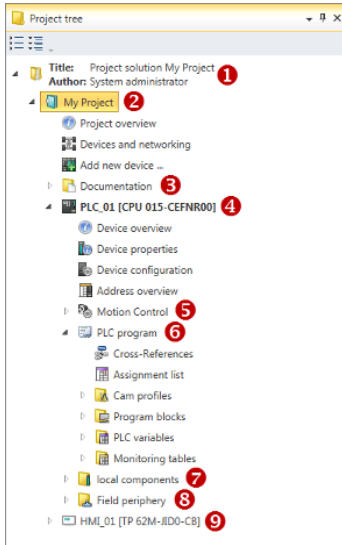 Project tree
Title: Project solution My Project
Author: System administrator
1
My Project 2
Project overview
Devices and networking
Add new device ...
Documentation 3
PLC_01 [CPU 015-CEFNR00] 4
Device overview
Device properties
Device configuration
Address overview
Motion Control 5
PLC program 6
Cross-References
Assignment list
Cam profiles
Program blocks
PLC variables
Monitoring tables
local components 7
Field periphery 8
HMI_01 [TP 62M-JID0-CB] 9